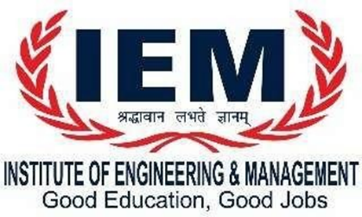 IEM
श्रद्धावान लभते ज्ञानम्
INSTITUTE OF ENGINEERING & MANAGEMENT
Good Education, Good Jobs